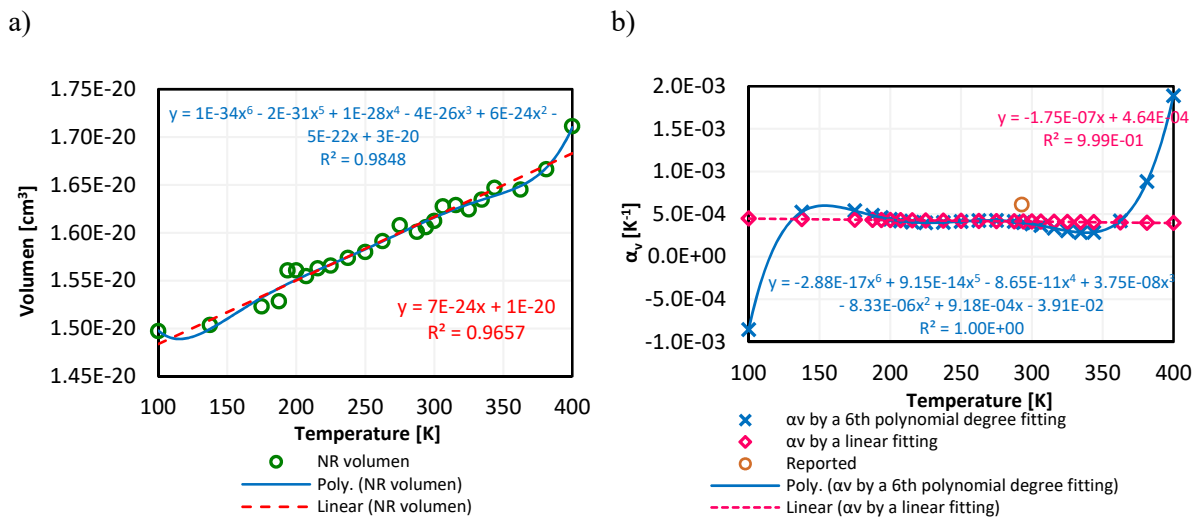 a)
b)
1.75E-20
1.70E-20
1.65E-20
1.60E-20
1.55E-20
1.50E-20
1.45E-20
Volumen [cm³]
y = 1E-34x⁶ - 2E-31x⁵ + 1E-28x⁴ - 4E-26x³ + 6E-24x² -
5E-22x + 3E-20
R² = 0.9848
y = 7E-24x + 1E-20
R² = 0.9657
100 150 200 250 300 350 400
Temperature [K]
NR volumen
Poly. (NR volumen)
Linear (NR volumen)
2.0E-03
1.5E-03
1.0E-03
5.0E-04
0.0E+00
-5.0E-04
-1.0E-03
αᵥ [K⁻¹]
y = -1.75E-07x + 4.64E-04
R² = 9.99E-01
y = -2.88E-17x⁶ + 9.15E-14x⁵ - 8.65E-11x⁴ + 3.75E-08x³
- 8.33E-06x² + 9.18E-04x - 3.91E-02
R² = 1.00E+00
100 150 200 250 300 350 400
Temperature [K]
αv by a 6th polynomial degree fitting
αv by a linear fitting
Reported
Poly. (αv by a 6th polynomial degree fitting)
Linear (αv by a linear fitting)